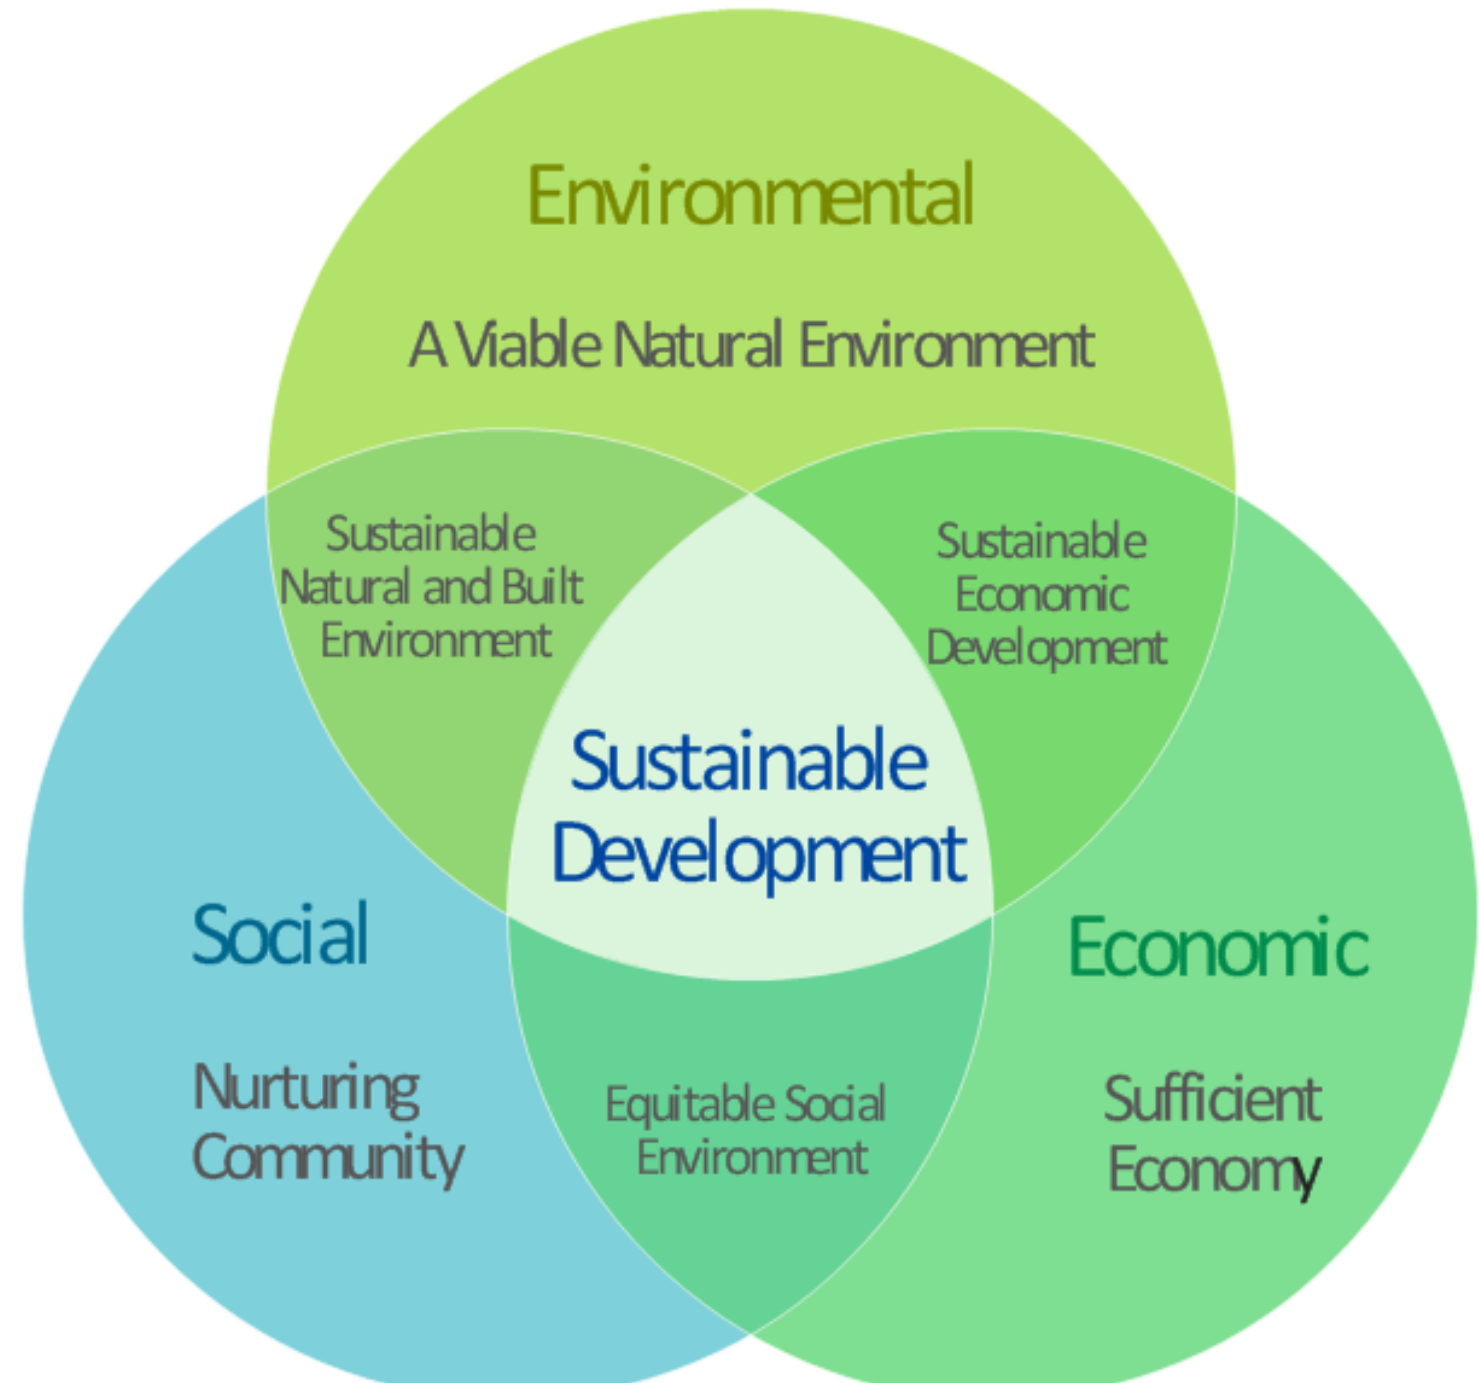 Environmental
A Viable Natural Environment
Sustainable
Natural and Built
Environment
Sustainable
Economic
Development
Sustainable
Development
Social
Nurturing
Community
Economic
Sufficient
Economy
Equitable Social
Environment